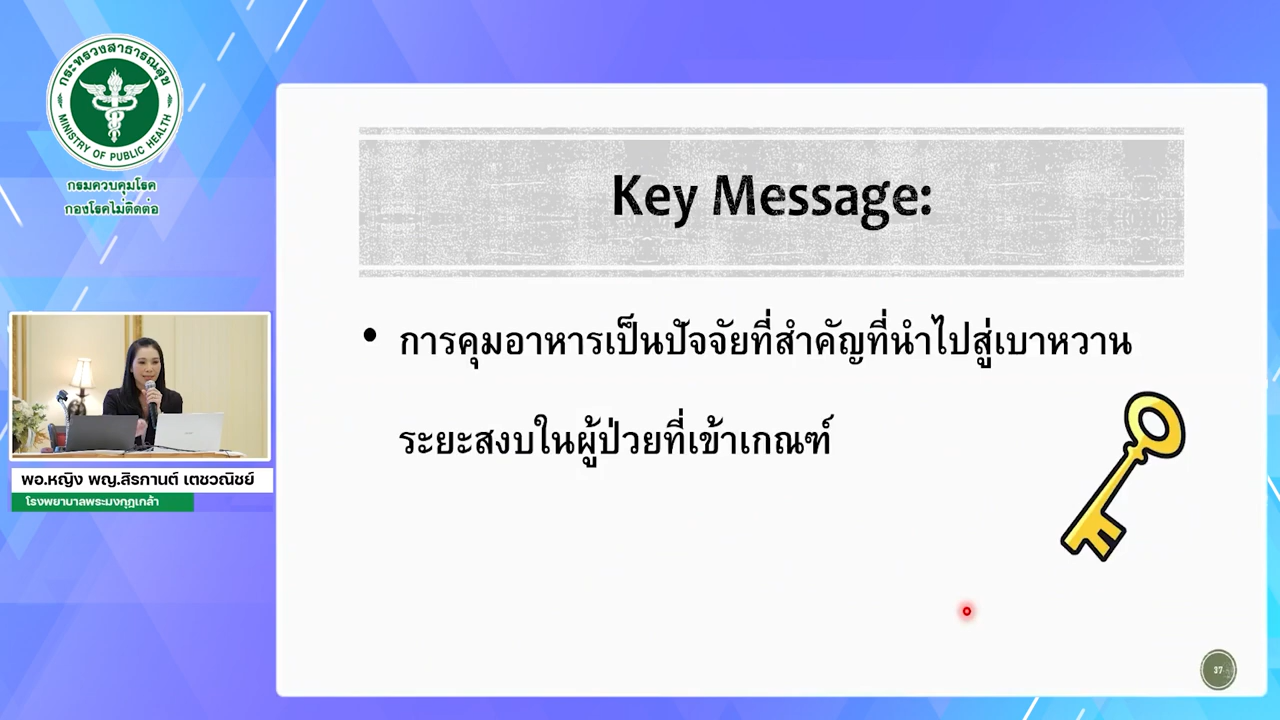 กระทรวงสาธารณสุข
MINISTRY OF PUBLIC HEALTH
กรมควบคุมโรค
กองโรคไม่ติดต่อ
Key Message:
• การคุมอาหารเป็นปัจจัยที่สำคัญที่นำไปสู่เบาหวาน
ระยะสงบในผู้ป่วยที่เข้าเกณฑ์
พอ.หญิง พญ.สิรกานต์ เตชวณิชย์
โรงพยาบาลพระมงกุฎเกล้า
37